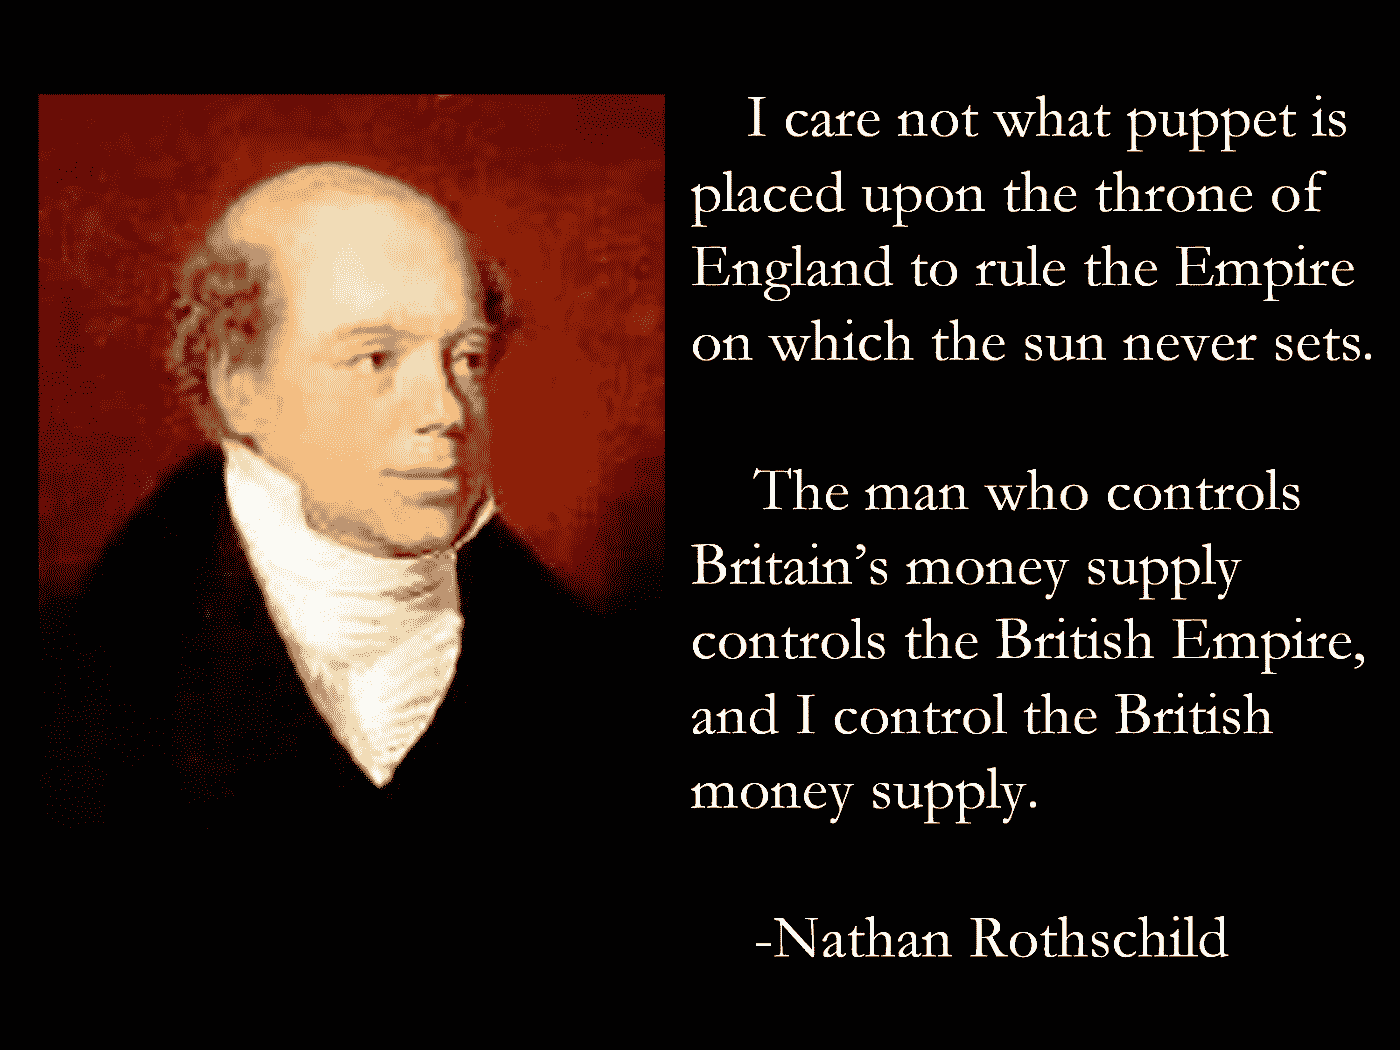 I care not what puppet is
placed upon the throne of
England to rule the Empire
on which the sun never sets.
The man who controls
Britain’s money supply
controls the British Empire,
and I control the British
money supply.
-Nathan Rothschild